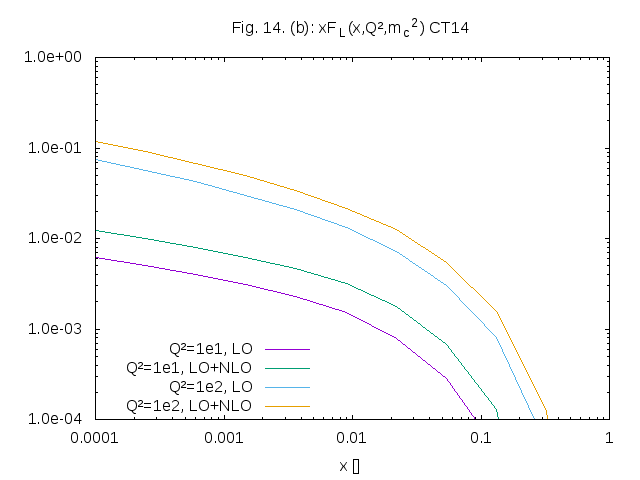 Fig. 14. (b): xF_L(x,Q²,m_c²) CT14
1.0e+00
1.0e-01
1.0e-02
1.0e-03
1.0e-04
Q²=1e1, LO
Q²=1e1, LO+NLO
Q²=1e2, LO
Q²=1e2, LO+NLO
0.0001 0.001 0.01 0.1 1
x []